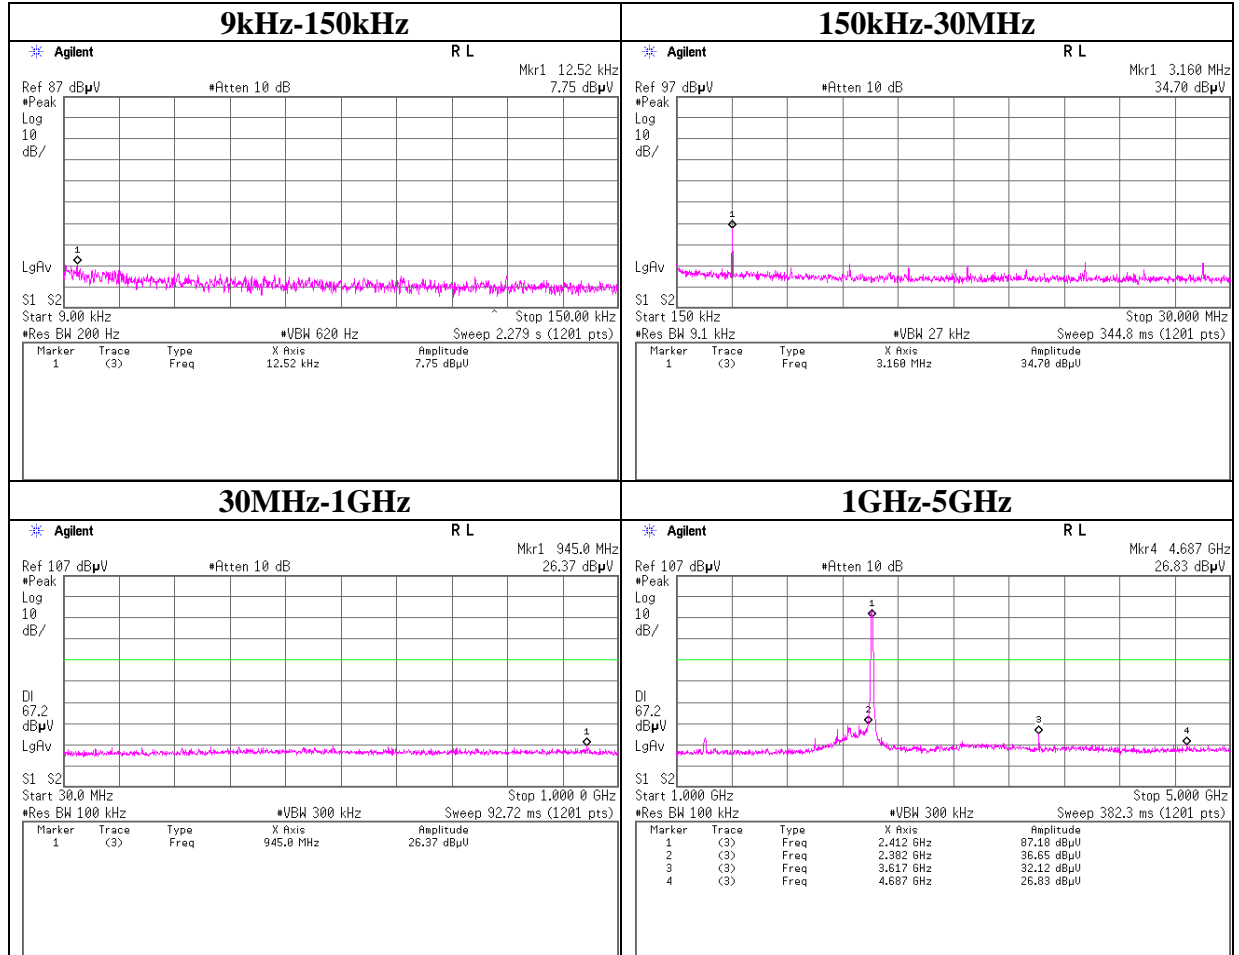 9kHz-150kHz
Agilent
R L
Mkr1 12.52 kHz
Ref 87 dBµV
#Atten 10 dB
7.75 dBµV
#Peak
Log
10
dB/
1
LgAv
S1 S2
Start 9.00 kHz
^
Stop 150.00 kHz
#Res BW 200 Hz
#VBW 620 Hz
Sweep 2.279 s (1201 pts)
Marker Trace Type X Axis Amplitude
1 (3) Freq 12.52 kHz 7.75 dBµV
150kHz-30MHz
Agilent
R L
Mkr1 3.160 MHz
Ref 97 dBµV
#Atten 10 dB
34.70 dBµV
#Peak
Log
10
dB/
1
LgAv
S1 S2
Start 150 kHz
Stop 30.000 MHz
#Res BW 9.1 kHz
#VBW 27 kHz
Sweep 344.8 ms (1201 pts)
Marker Trace Type X Axis Amplitude
1 (3) Freq 3.160 MHz 34.70 dBµV
30MHz-1GHz
Agilent
R L
Mkr1 945.0 MHz
Ref 107 dBµV
#Atten 10 dB
26.37 dBµV
#Peak
Log
10
dB/
DI
67.2
dBµV
LgAv
1
S1 S2
Start 30.0 MHz
Stop 1.000 0 GHz
#Res BW 100 kHz
#VBW 300 kHz
Sweep 92.72 ms (1201 pts)
Marker Trace Type X Axis Amplitude
1 (3) Freq 945.0 MHz 26.37 dBµV
1GHz-5GHz
Agilent
R L
Mkr4 4.687 GHz
Ref 107 dBµV
#Atten 10 dB
26.83 dBµV
#Peak
Log
10
dB/
1
DI
67.2
dBµV
LgAv
2
3
4
S1 S2
Start 1.000 GHz
Stop 5.000 GHz
#Res BW 100 kHz
#VBW 300 kHz
Sweep 382.3 ms (1201 pts)
Marker Trace Type X Axis Amplitude
1 (3) Freq 2.412 GHz 87.18 dBµV
2 (3) Freq 2.382 GHz 36.65 dBµV
3 (3) Freq 3.617 GHz 32.12 dBµV
4 (3) Freq 4.687 GHz 26.83 dBµV